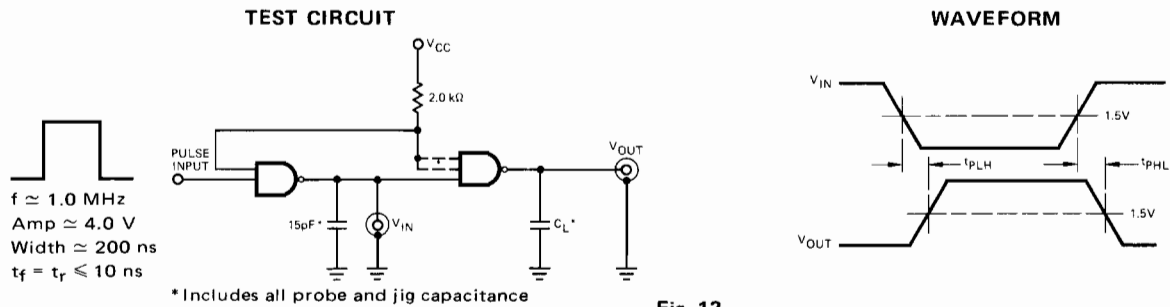 TEST CIRCUIT
VCC
2.0 kΩ
PULSE
INPUT
15pF*
VIN
CL*
VOUT
f ≃ 1.0 MHz
Amp ≃ 4.0 V
Width ≃ 200 ns
tf = tr ⩽ 10 ns
*Includes all probe and jig capacitance
WAVEFORM
VIN
1.5V
tPLH
tPHL
1.5V
VOUT